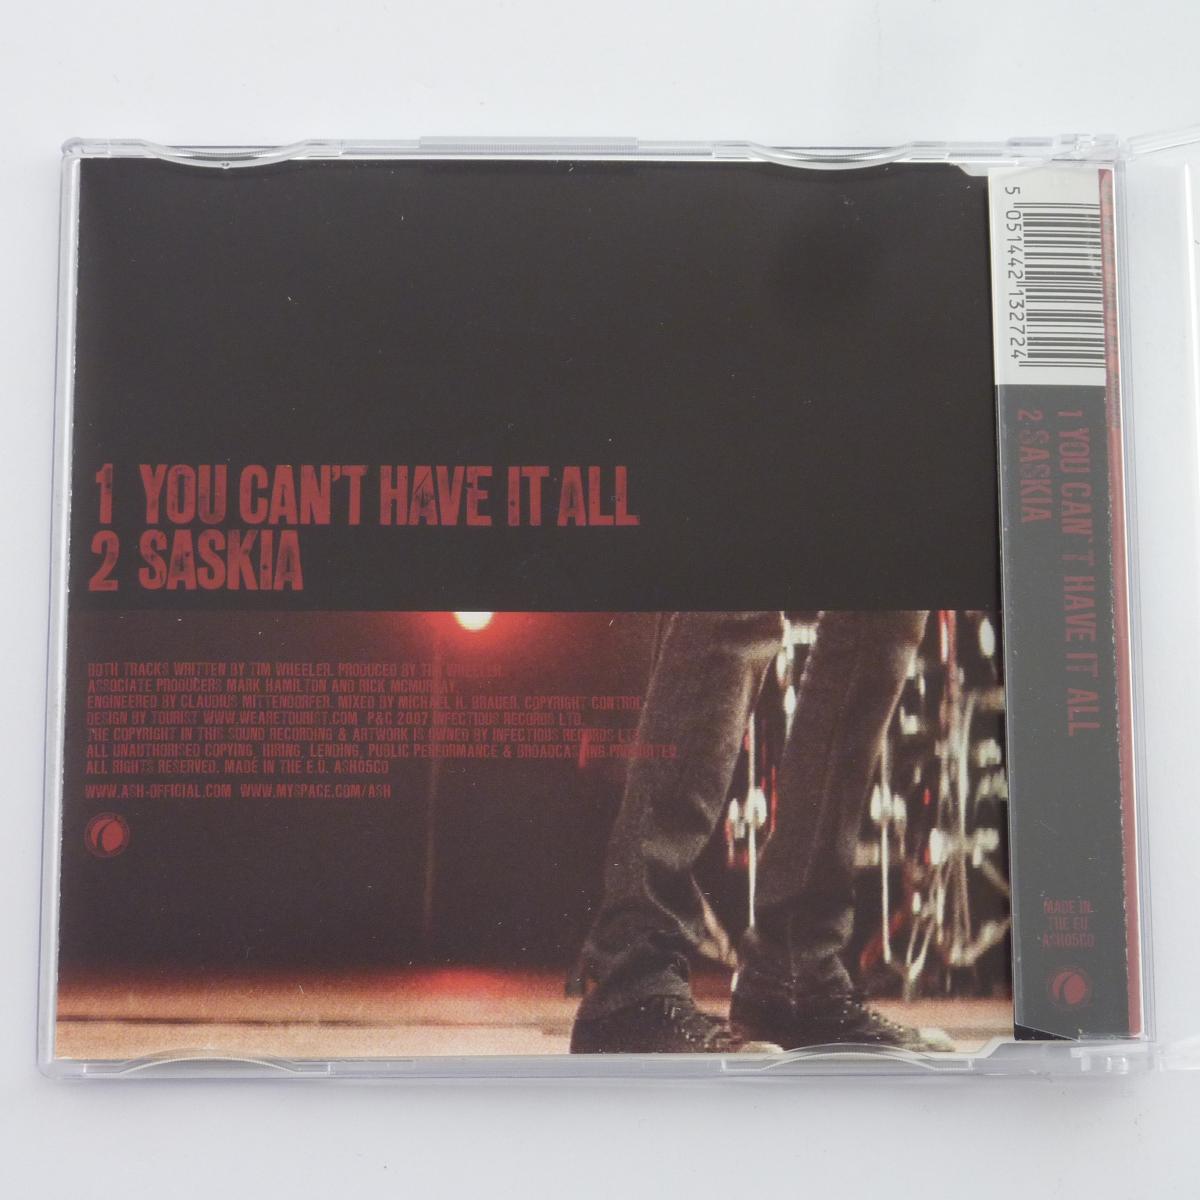 1 YOU CAN'T HAVE IT ALL
2 SASKIA
BOTH TRACKS WRITTEN BY TIM WHEELER. PRODUCED BY TIM WHEELER.
ASSOCIATE PRODUCERS MARK HAMILTON AND RICK MCMURRAY.
ENGINEERED BY CLAUDIUS MITTENDORFER. MIXED BY MICHAEL H. BRAUER. COPYRIGHT CONTROL
DESIGN BY TOURIST WWW.WEARETOURIST.COM P&C 2007 INFECTIOUS RECORDS LTD.
THE COPYRIGHT IN THIS SOUND RECORDING & ARTWORK IS OWNED BY INFECTIOUS RECORDS LTD.
ALL UNAUTHORISED COPYING, HIRING, LENDING, PUBLIC PERFORMANCE & BROADCASTING PROHIBITED.
ALL RIGHTS RESERVED. MADE IN THE E.U. ASH05CD
WWW.ASH-OFFICIAL.COM WWW.MYSPACE.COM/ASH
5 051442 132724
1 YOU CAN'T HAVE IT ALL
2 SASKIA
MADE IN
THE EU
ASH05CD